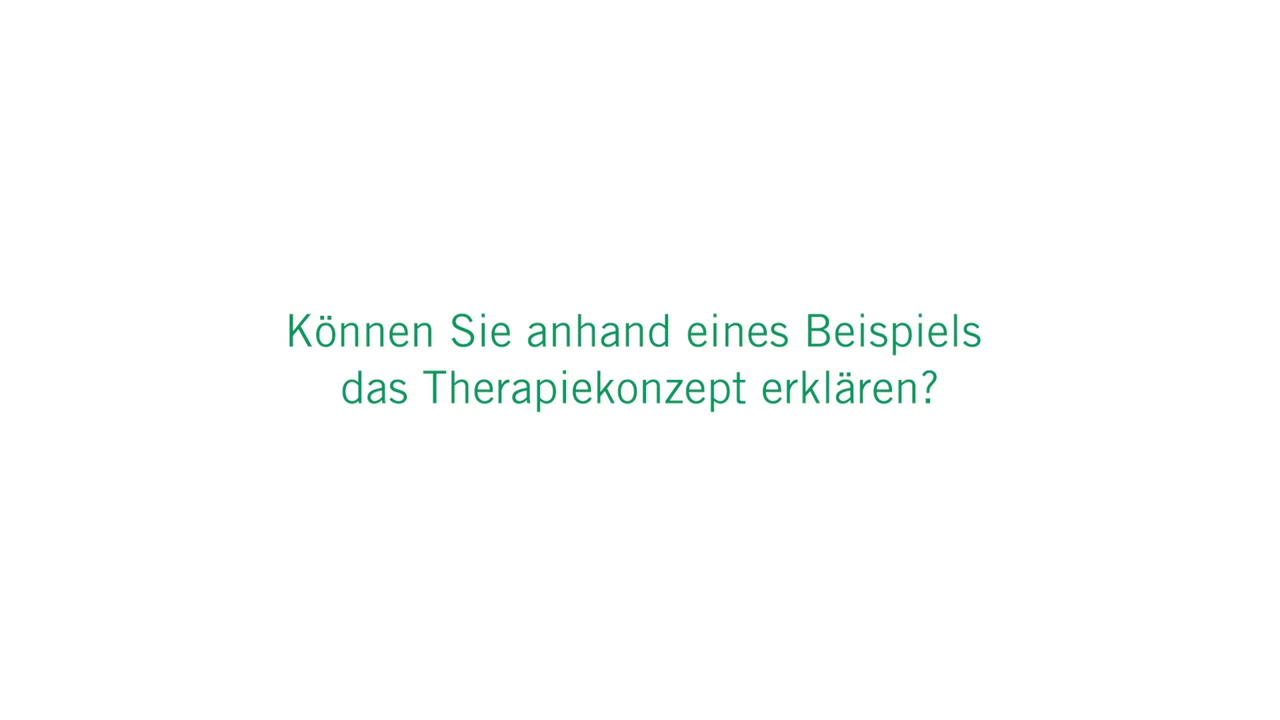 Können Sie anhand eines Beispiels
das Therapiekonzept erklären?